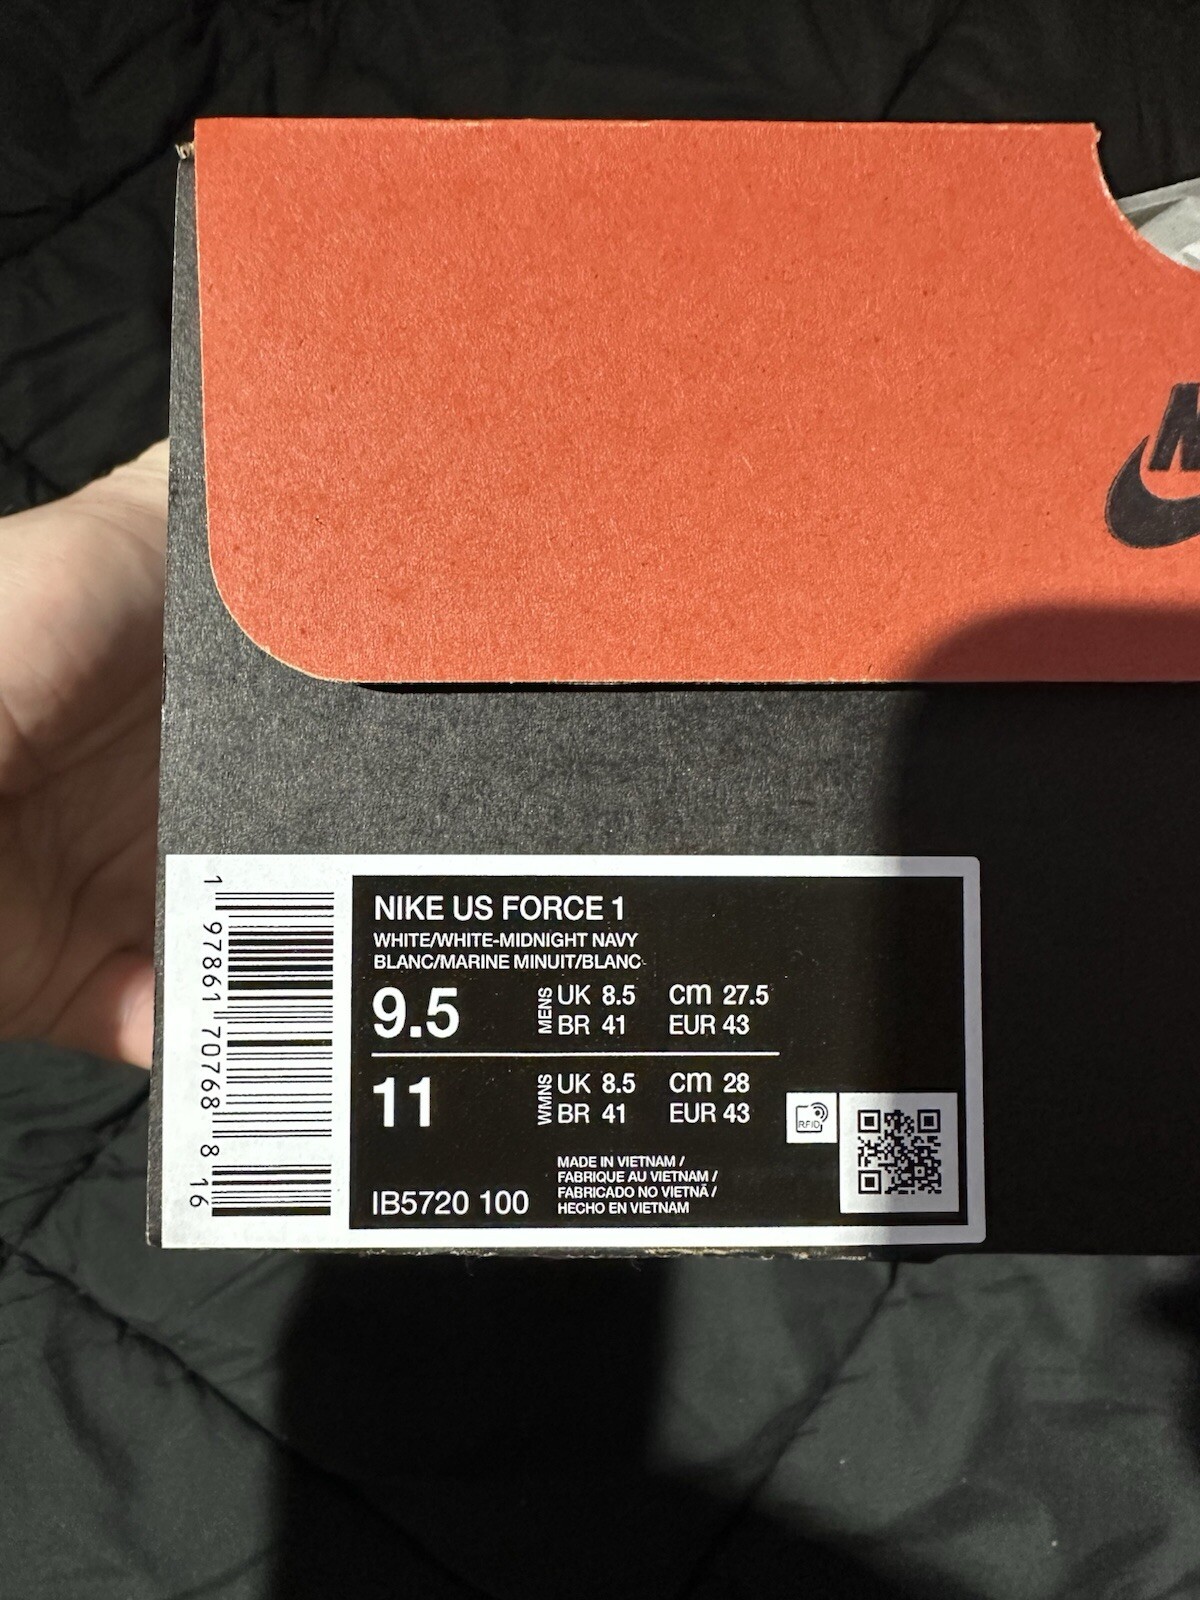 NIKE US FORCE 1
WHITE/WHITE-MIDNIGHT NAVY
BLANC/MARINE MINUIT/BLANC
9.5
MENS
UK 8.5 cm 27.5
BR 41 EUR 43
11
WMNS
UK 8.5 cm 28
BR 41 EUR 43
RFID
IB5720 100
MADE IN VIETNAM /
FABRIQUE AU VIETNAM /
FABRICADO NO VIETNÃ /
HECHO EN VIETNAM
1 97861 70768 8 16